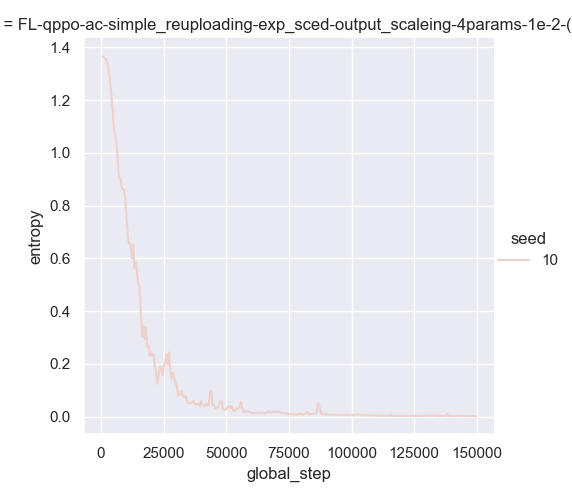 = FL-qppo-ac-simple_reuploading-exp_sced-output_scaleing-4params-1e-2-(
1.4
1.2
1.0
0.8
0.6
0.4
0.2
0.0
entropy
seed
10
0 25000 50000 75000 100000 125000 150000
global_step